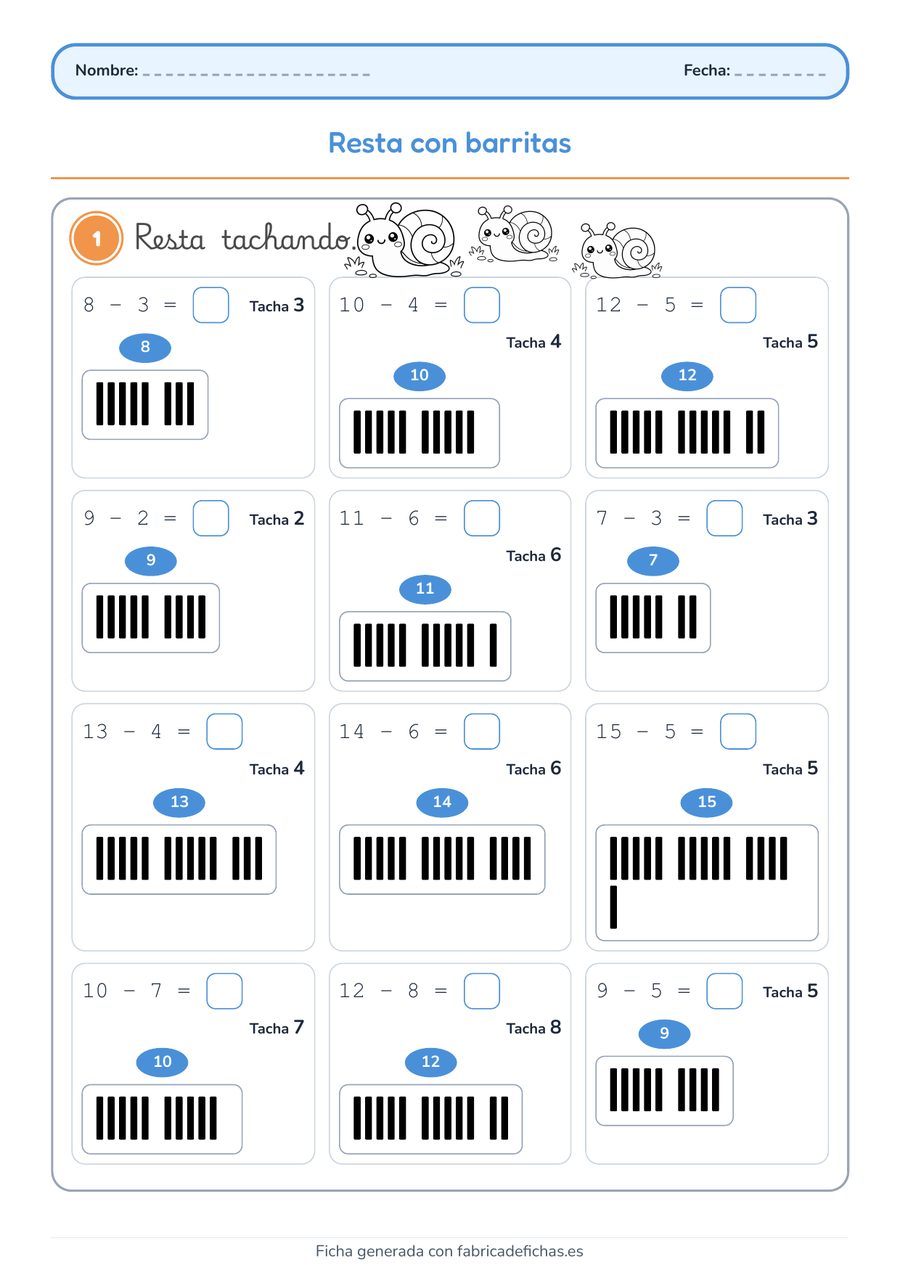 Nombre: Fecha:
Resta con barritas
1 Resta tachando.
8 - 3 = Tacha 3
8
10 - 4 =
Tacha 4
10
12 - 5 =
Tacha 5
12
9 - 2 = Tacha 2
9
11 - 6 =
Tacha 6
11
7 - 3 = Tacha 3
7
13 - 4 =
Tacha 4
13
14 - 6 =
Tacha 6
14
15 - 5 =
Tacha 5
15
10 - 7 =
Tacha 7
10
12 - 8 =
Tacha 8
12
9 - 5 = Tacha 5
9
Ficha generada con fabricadefichas.es